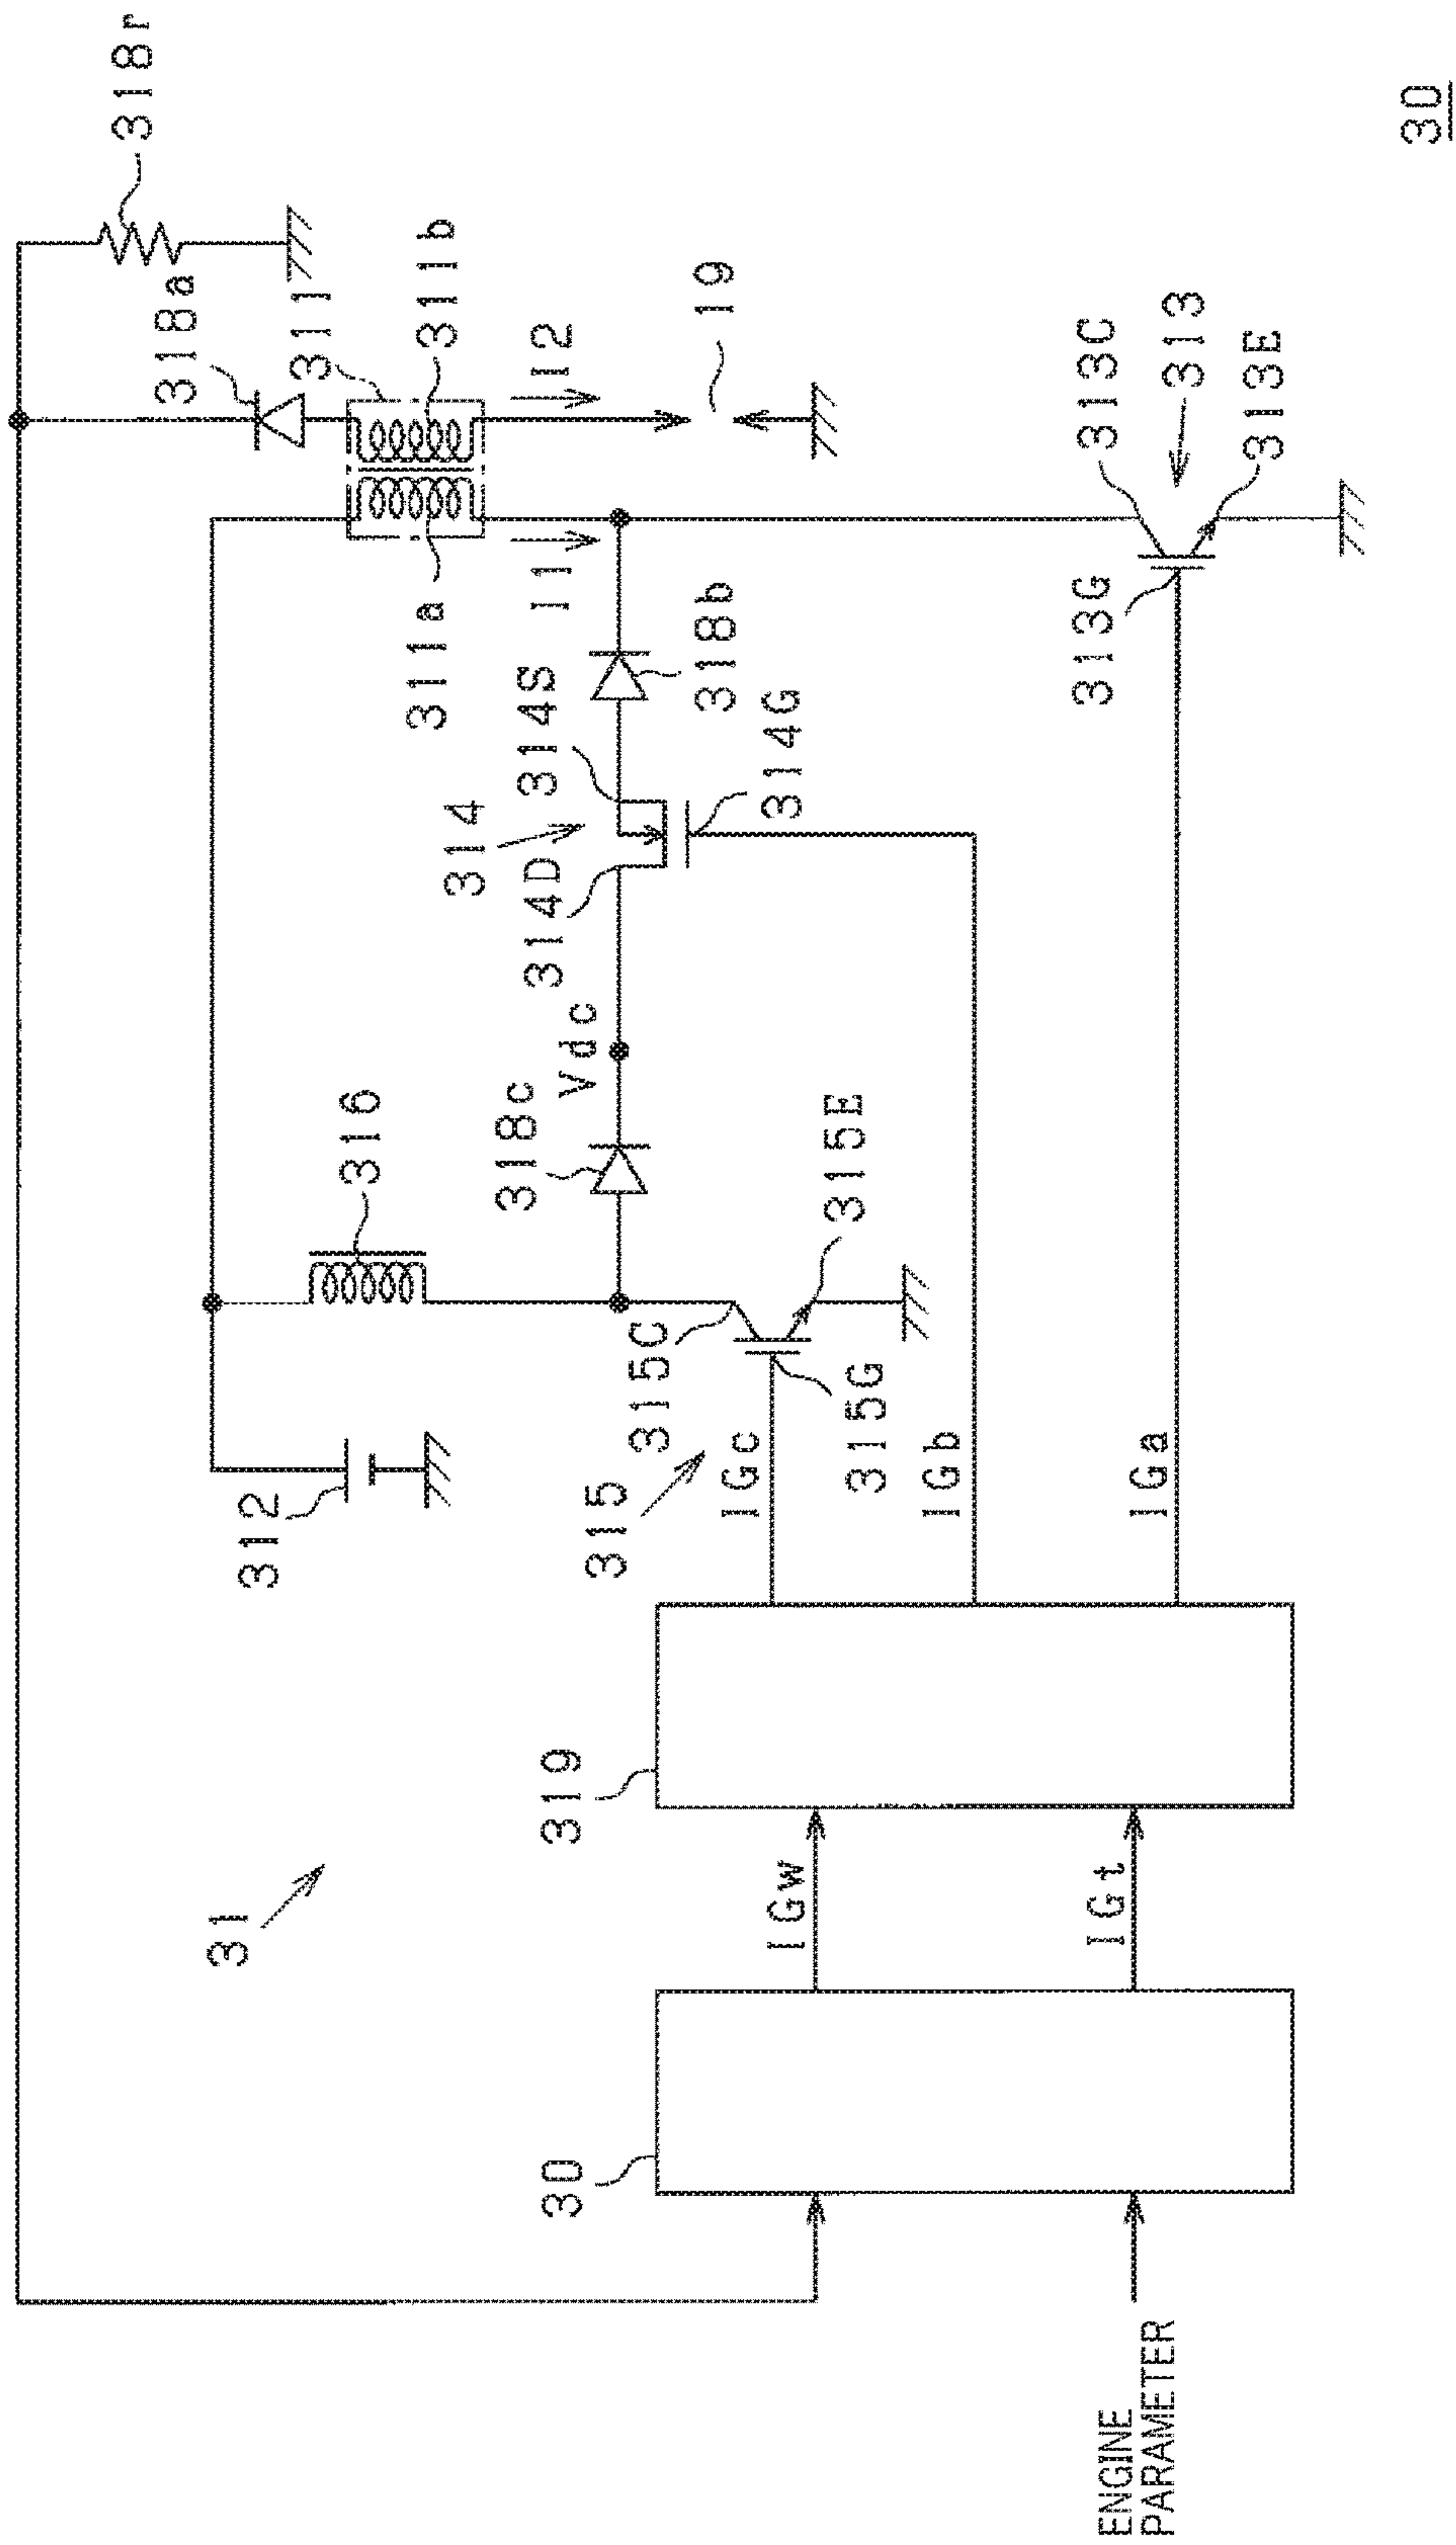 318r
318a
31
312
311
316
311a
311b
314
318c
314D
314S
I1
I2
30
319
Vdc
318b
19
315
315C
IGc
314G
IGw
315E
315G
IGb
313G
313C
IGt
IGa
ENGINE
PARAMETER
313
313E
30